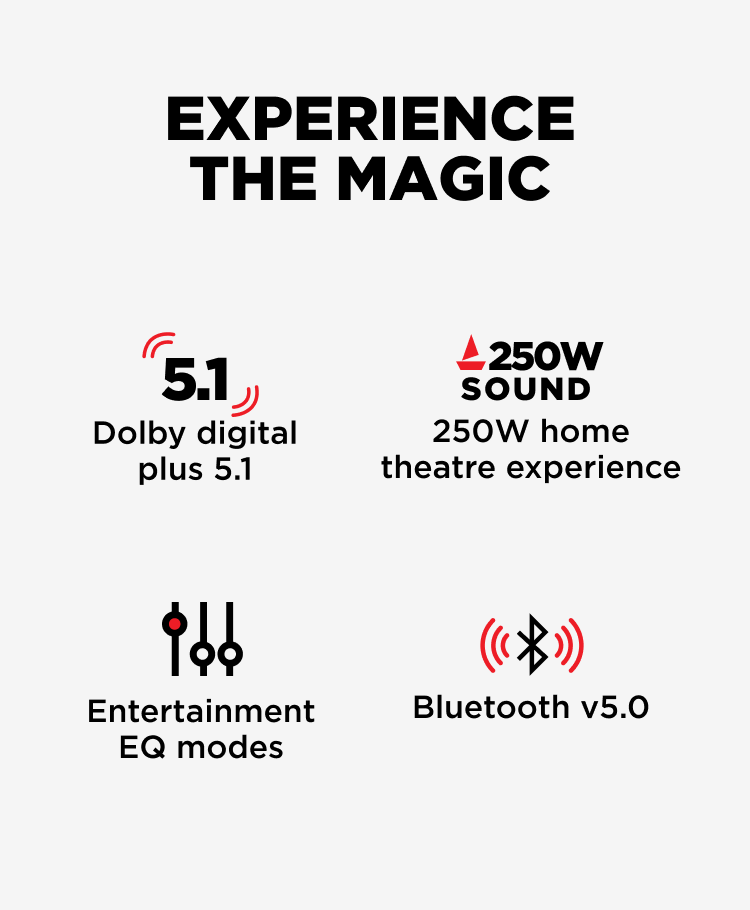 EXPERIENCE
THE MAGIC
5.1
Dolby digital
plus 5.1
250W
SOUND
250W home
theatre experience
Entertainment
EQ modes
Bluetooth v5.0